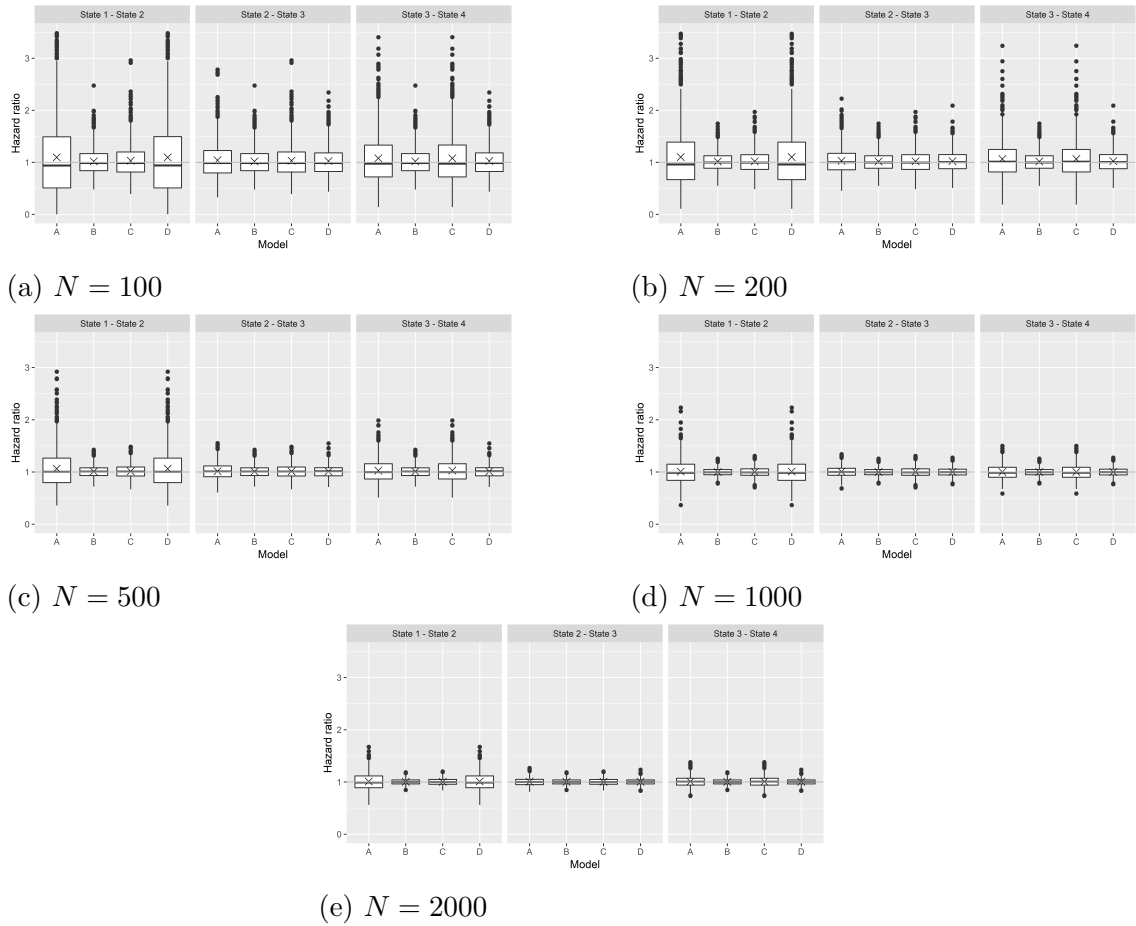 State 1 - State 2 State 2 - State 3 State 3 - State 4
Hazard ratio
3
2
1
0
A B C D A B C D A B C D
Model
(a) N = 100
State 1 - State 2 State 2 - State 3 State 3 - State 4
Hazard ratio
3
2
1
0
A B C D A B C D A B C D
Model
(b) N = 200
State 1 - State 2 State 2 - State 3 State 3 - State 4
Hazard ratio
3
2
1
0
A B C D A B C D A B C D
Model
(c) N = 500
State 1 - State 2 State 2 - State 3 State 3 - State 4
Hazard ratio
3
2
1
0
A B C D A B C D A B C D
Model
(d) N = 1000
State 1 - State 2 State 2 - State 3 State 3 - State 4
Hazard ratio
3
2
1
0
A B C D A B C D A B C D
Model
(e) N = 2000